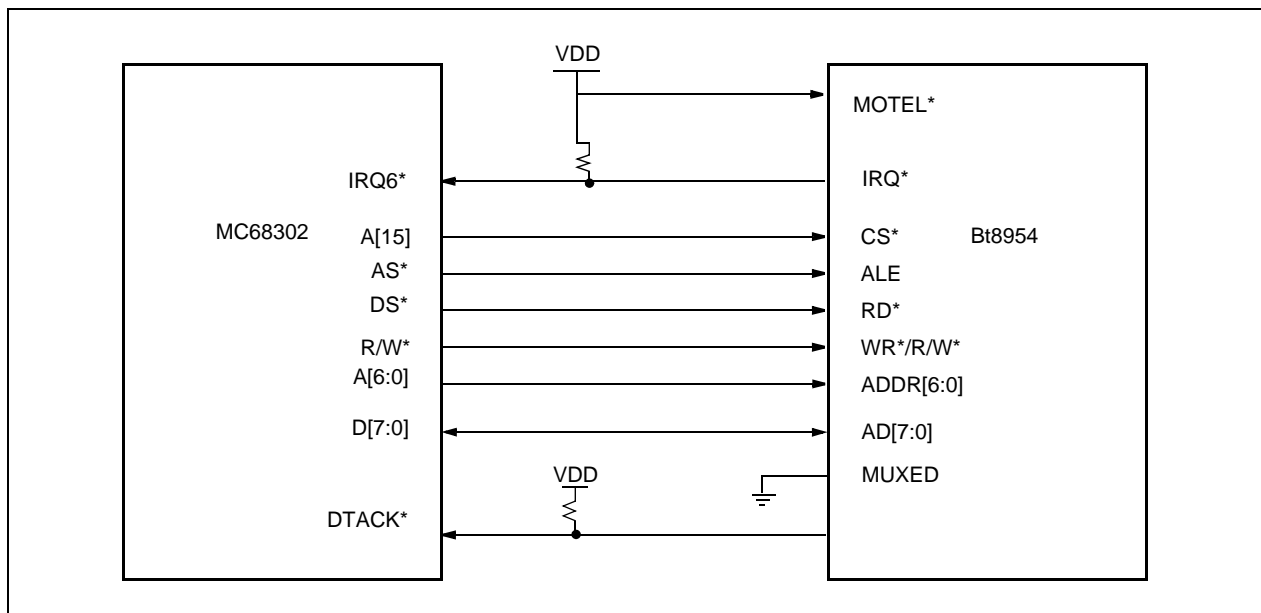 VDD
MOTEL*
IRQ6*
IRQ*
MC68302
A[15]
CS*
Bt8954
AS*
ALE
DS*
RD*
R/W*
WR*/R/W*
A[6:0]
ADDR[6:0]
D[7:0]
AD[7:0]
VDD
MUXED
DTACK*